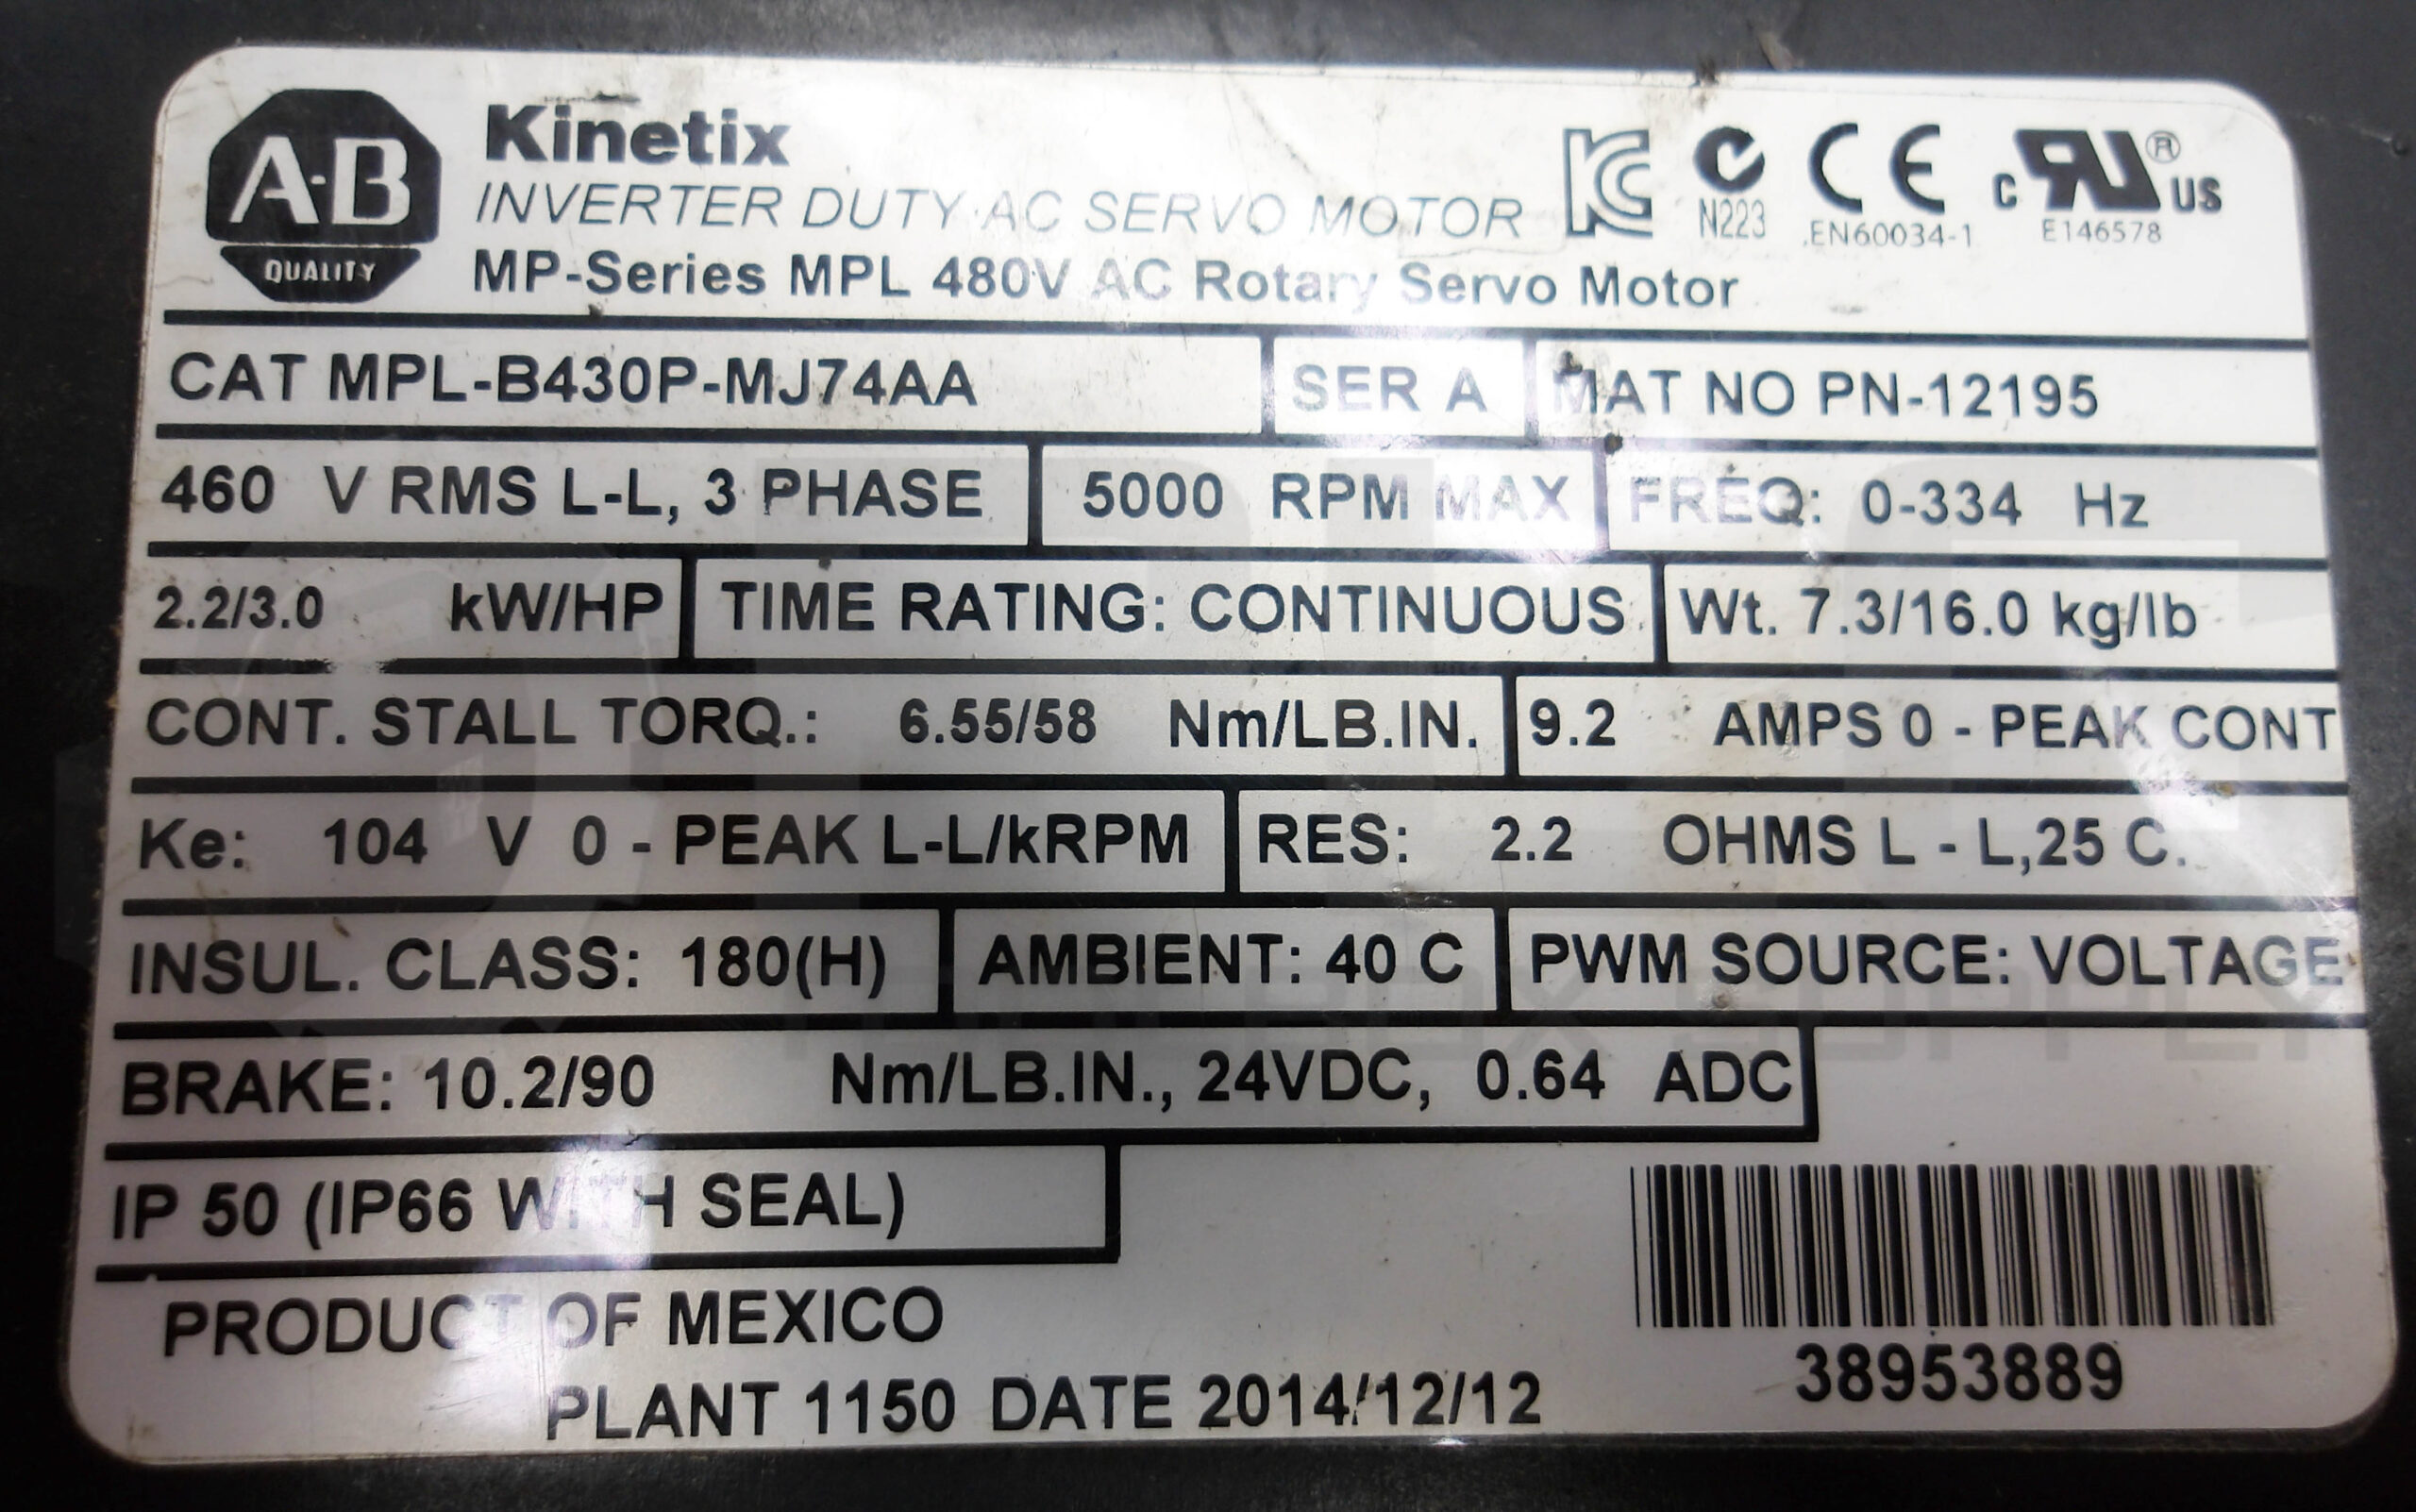 A-B
QUALITY
Kinetix
INVERTER DUTY AC SERVO MOTOR
MP-Series MPL 480V AC Rotary Servo Motor
N223
EN60034-1
C US
®
E146578
CAT MPL-B430P-MJ74AA SER A MAT NO PN-12195
460 V RMS L-L, 3 PHASE 5000 RPM MAX FREQ: 0-334 Hz
2.2/3.0 kW/HP TIME RATING: CONTINUOUS Wt. 7.3/16.0 kg/lb
CONT. STALL TORQ.: 6.55/58 Nm/LB.IN. 9.2 AMPS 0 - PEAK CONT
Ke: 104 V 0 - PEAK L-L/kRPM RES: 2.2 OHMS L - L,25 C.
INSUL. CLASS: 180(H) AMBIENT: 40 C PWM SOURCE: VOLTAGE
BRAKE: 10.2/90 Nm/LB.IN., 24VDC, 0.64 ADC
IP 50 (IP66 WITH SEAL)
PRODUCT OF MEXICO
PLANT 1150 DATE 2014/12/12
38953889